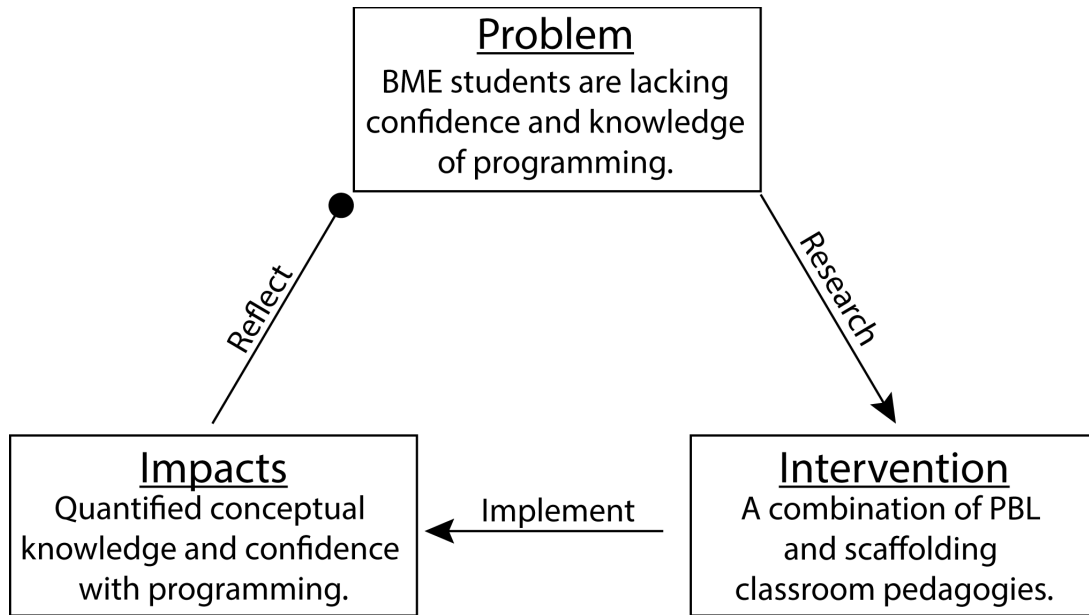 Problem
BME students are lacking
confidence and knowledge
of programming.
Reflect
Research
Impacts
Quantified conceptual
knowledge and confidence
with programming.
Implement
Intervention
A combination of PBL
and scaffolding
classroom pedagogies.